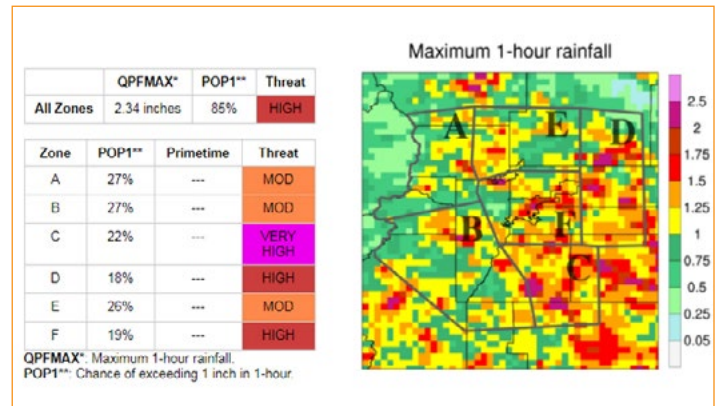 Maximum 1-hour rainfall
QPFMAX* POP1** Threat
All Zones 2.34 inches 85% HIGH
Zone POP1** Primetime Threat
A 27% --- MOD
B 27% --- MOD
C 22% --- VERY
HIGH
D 18% --- HIGH
E 26% --- MOD
F 19% --- HIGH
QPFMAX*. Maximum 1-hour rainfall.
POP1**: Chance of exceeding 1 inch in 1-hour.
A E D
B F
C
2.5
2
1.75
1.5
1.25
1
0.75
0.5
0.25
0.05